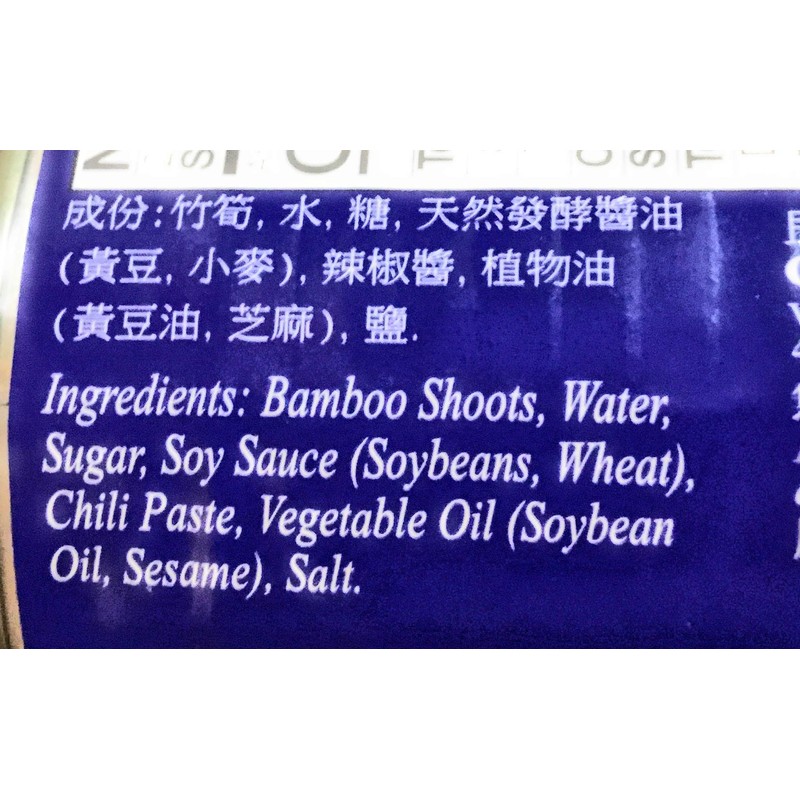 成份:竹筍, 水, 糖, 天然發酵醬油
(黃豆, 小麥), 辣椒醬, 植物油
(黃豆油, 芝麻), 鹽.
Ingredients: Bamboo Shoots, Water,
Sugar, Soy Sauce (Soybeans, Wheat),
Chili Paste, Vegetable Oil (Soybean
Oil, Sesame), Salt.